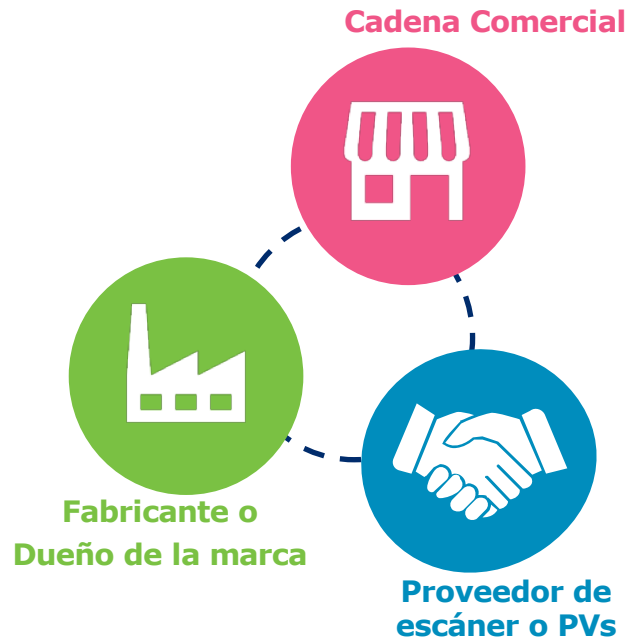 Cadena Comercial
Fabricante o
Dueño de la marca
Proveedor de
escáner o PVs